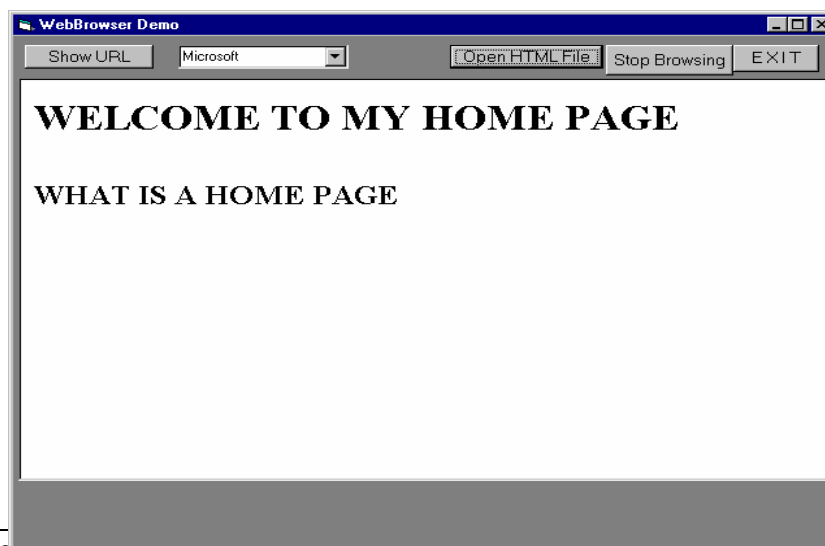 WebBrowser Demo
Show URL Microsoft Open HTML File Stop Browsing EXIT
WELCOME TO MY HOME PAGE
WHAT IS A HOME PAGE